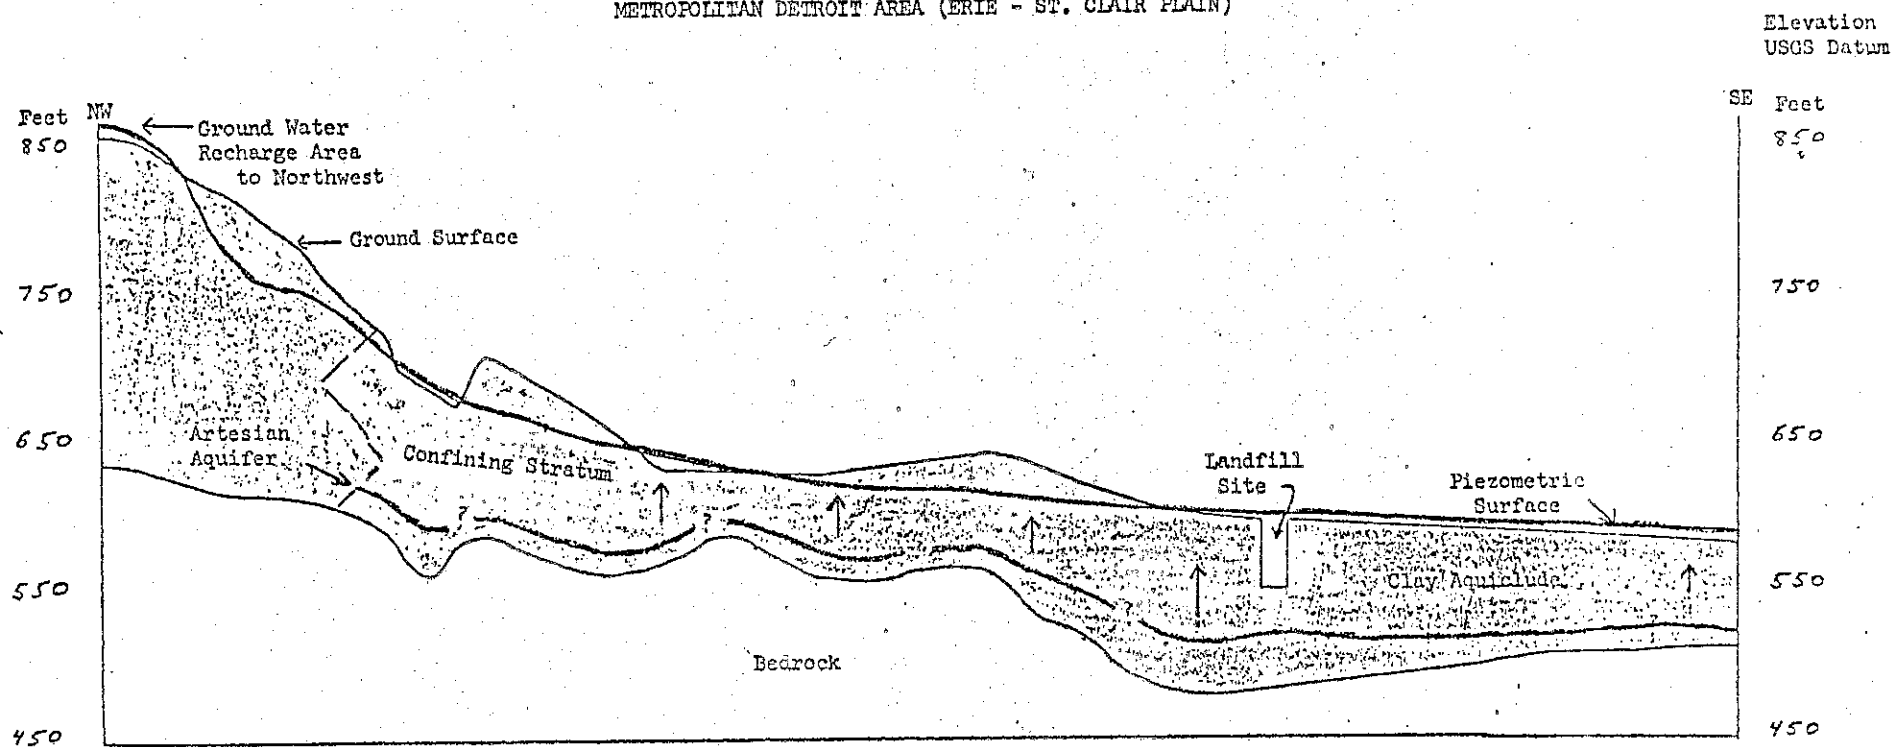 METROPOLITAN DETROIT AREA (ERIE - ST. CLAIR PLAIN)
Elevation
USGS Datum
Feet
NW
SE
Feet
850
Ground Water
Recharge Area
to Northwest
850
Ground Surface
750
750
650
Artesian
Aquifer
Confining Stratum
Landfill
Site
Piezometric
Surface
650
?
?
?
550
Clay Aquiclude
550
Bedrock
450
450